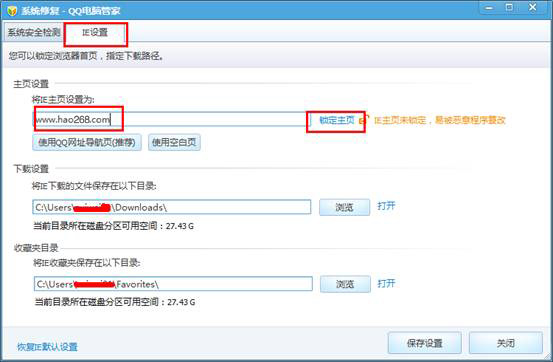 系统修复 - QQ电脑管家
系统安全检测 IE设置
您可以锁定浏览器首页，指定下载路径。
主页设置
将IE主页设置为:
www.hao268.com 锁定主页 IE主页未锁定，易被恶意程序篡改
使用QQ网址导航页(推荐) 使用空白页
下载设置
将IE下载的文件保存在以下目录:
C:\Users\ \Downloads\ 浏览 打开
当前目录所在磁盘分区可用空间：27.43 G
收藏夹目录
将IE收藏夹保存在以下目录:
C:\Users\ \Favorites\ 浏览 打开
当前目录所在磁盘分区可用空间：27.43 G
恢复IE默认设置 保存设置 关闭